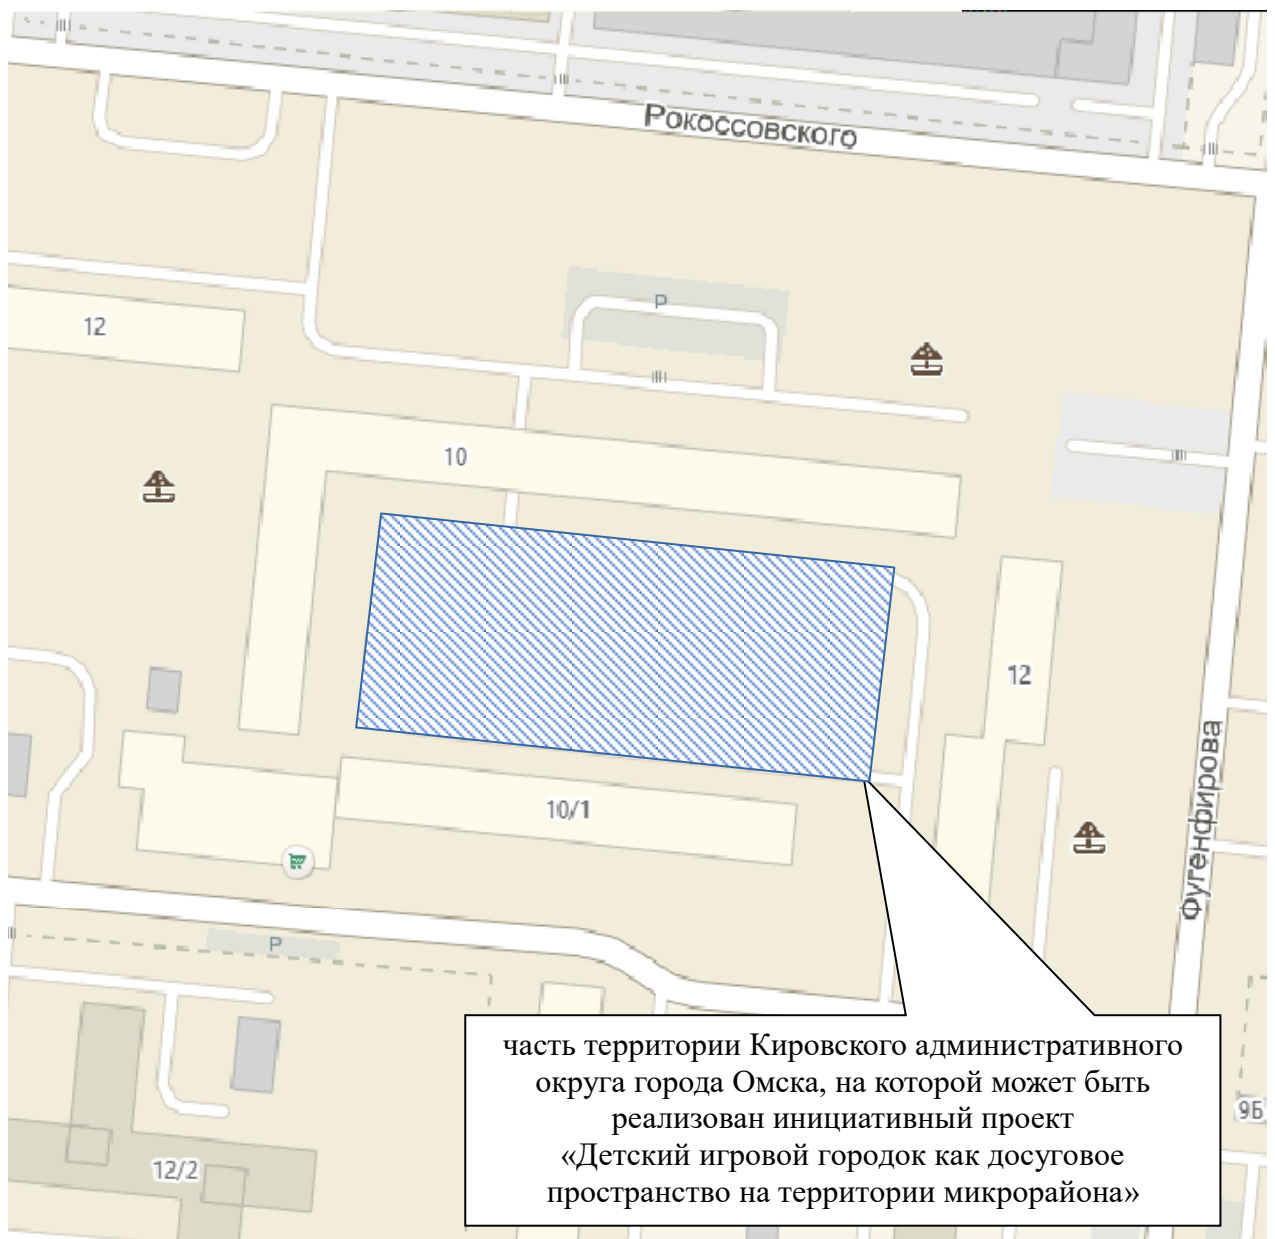 Рокоссовского
P
12
10
12
Фугенфирова
10/1
P
часть территории Кировского административного
округа города Омска, на которой может быть
реализован инициативный проект
«Детский игровой городок как досуговое
пространство на территории микрорайона»
9Б
12/2